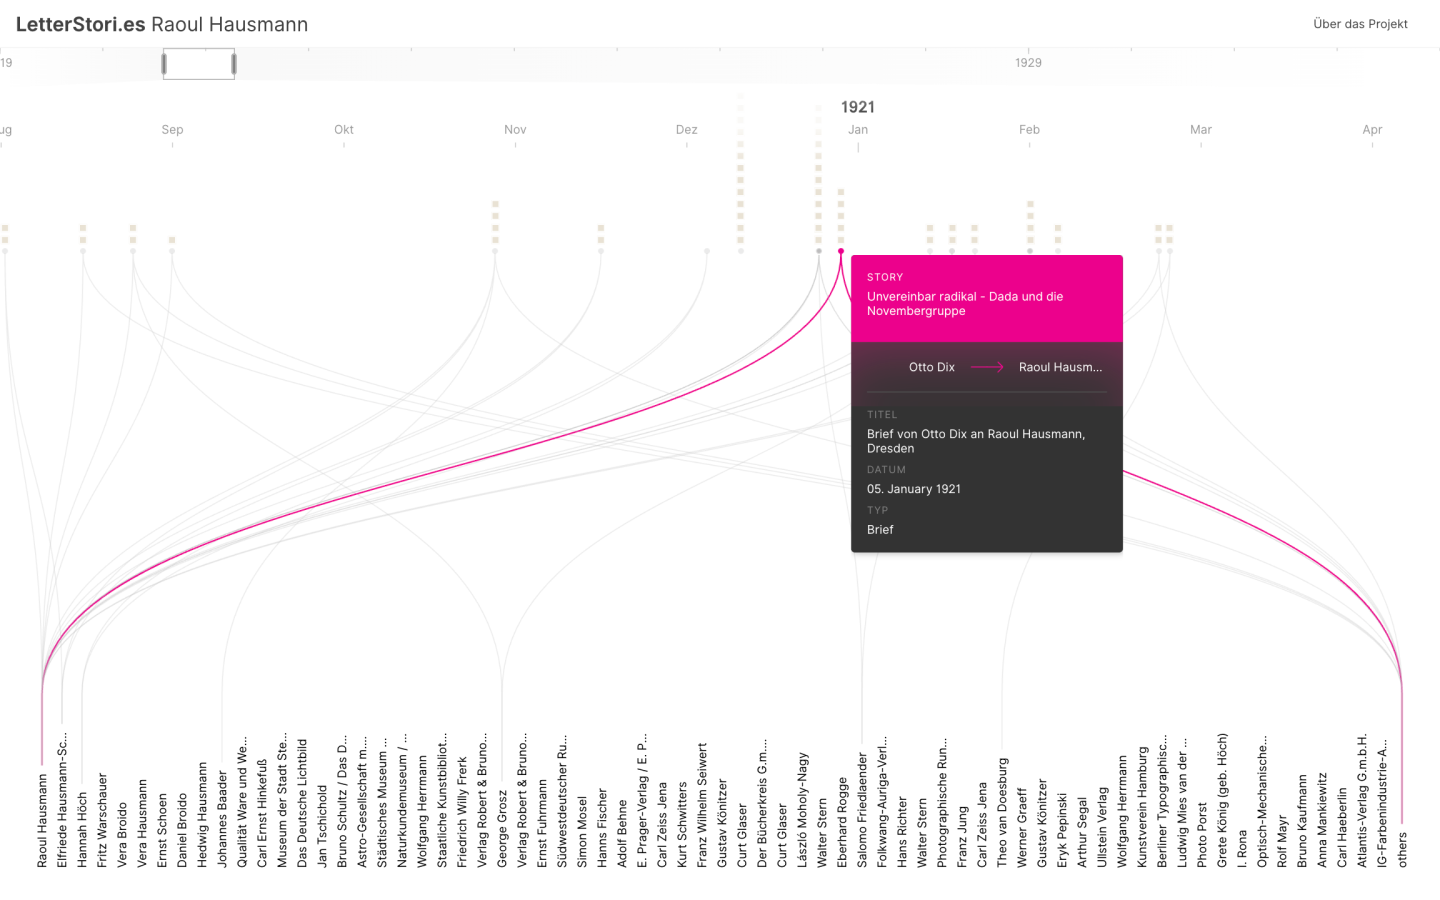 LetterStori.es Raoul Hausmann
Über das Projekt
19
1929
1921
ug
Sep
Okt
Nov
Dez
Jan
Feb
Mar
Apr
STORY
Unvereinbar radikal - Dada und die
Novembergruppe
Otto Dix
Raoul Hausm...
TITEL
Brief von Otto Dix an Raoul Hausmann,
Dresden
DATUM
05. January 1921
TYP
Brief
Raoul Hausmann
Elfriede Hausmann-Sc...
Hannah Höch
Fritz Warschauer
Vera Broido
Vera Hausmann
Ernst Schoen
Daniel Broido
Hedwig Hausmann
Johannes Baader
Qualität Ware und We...
Carl Ernst Hinkefuß
Museum der Stadt Ste...
Das Deutsche Lichtbild
Jan Tschichold
Bruno Schultz / Das D...
Astro-Gesellschaft m....
Städtisches Museum ...
Naturkundemuseum / ...
Wolfgang Herrmann
Staatliche Kunstbibliot...
Friedrich Willy Frerk
Verlag Robert & Bruno...
George Grosz
Verlag Robert & Bruno...
Ernst Fuhrmann
Südwestdeutscher Ru...
Simon Mosel
Hanns Fischer
Adolf Behne
E. Prager-Verlag / E. P...
Carl Zeiss Jena
Kurt Schwitters
Franz Wilhelm Seiwert
Gustav Könitzer
Curt Glaser
Der Bücherkreis G.m....
Curt Glaser
László Moholy-Nagy
Walter Stern
Eberhard Rogge
Salomo Friedlaender
Folkwang-Auriga-Verl...
Hans Richter
Walter Stern
Photographische Run...
Franz Jung
Carl Zeiss Jena
Theo van Doesburg
Werner Graeff
Gustav Könitzer
Eryk Pepinski
Arthur Segal
Ullstein Verlag
Wolfgang Herrmann
Kunstverein Hamburg
Berliner Typographisc...
Ludwig Mies van der ...
Photo Porst
Grete König (geb. Höch)
I. Rona
Optisch-Mechanische...
Rolf Mayr
Bruno Kaufmann
Anna Mankiewitz
Carl Haeberlin
Atlantis-Verlag G.m.b.H.
IG-Farbenindustrie-A...
others